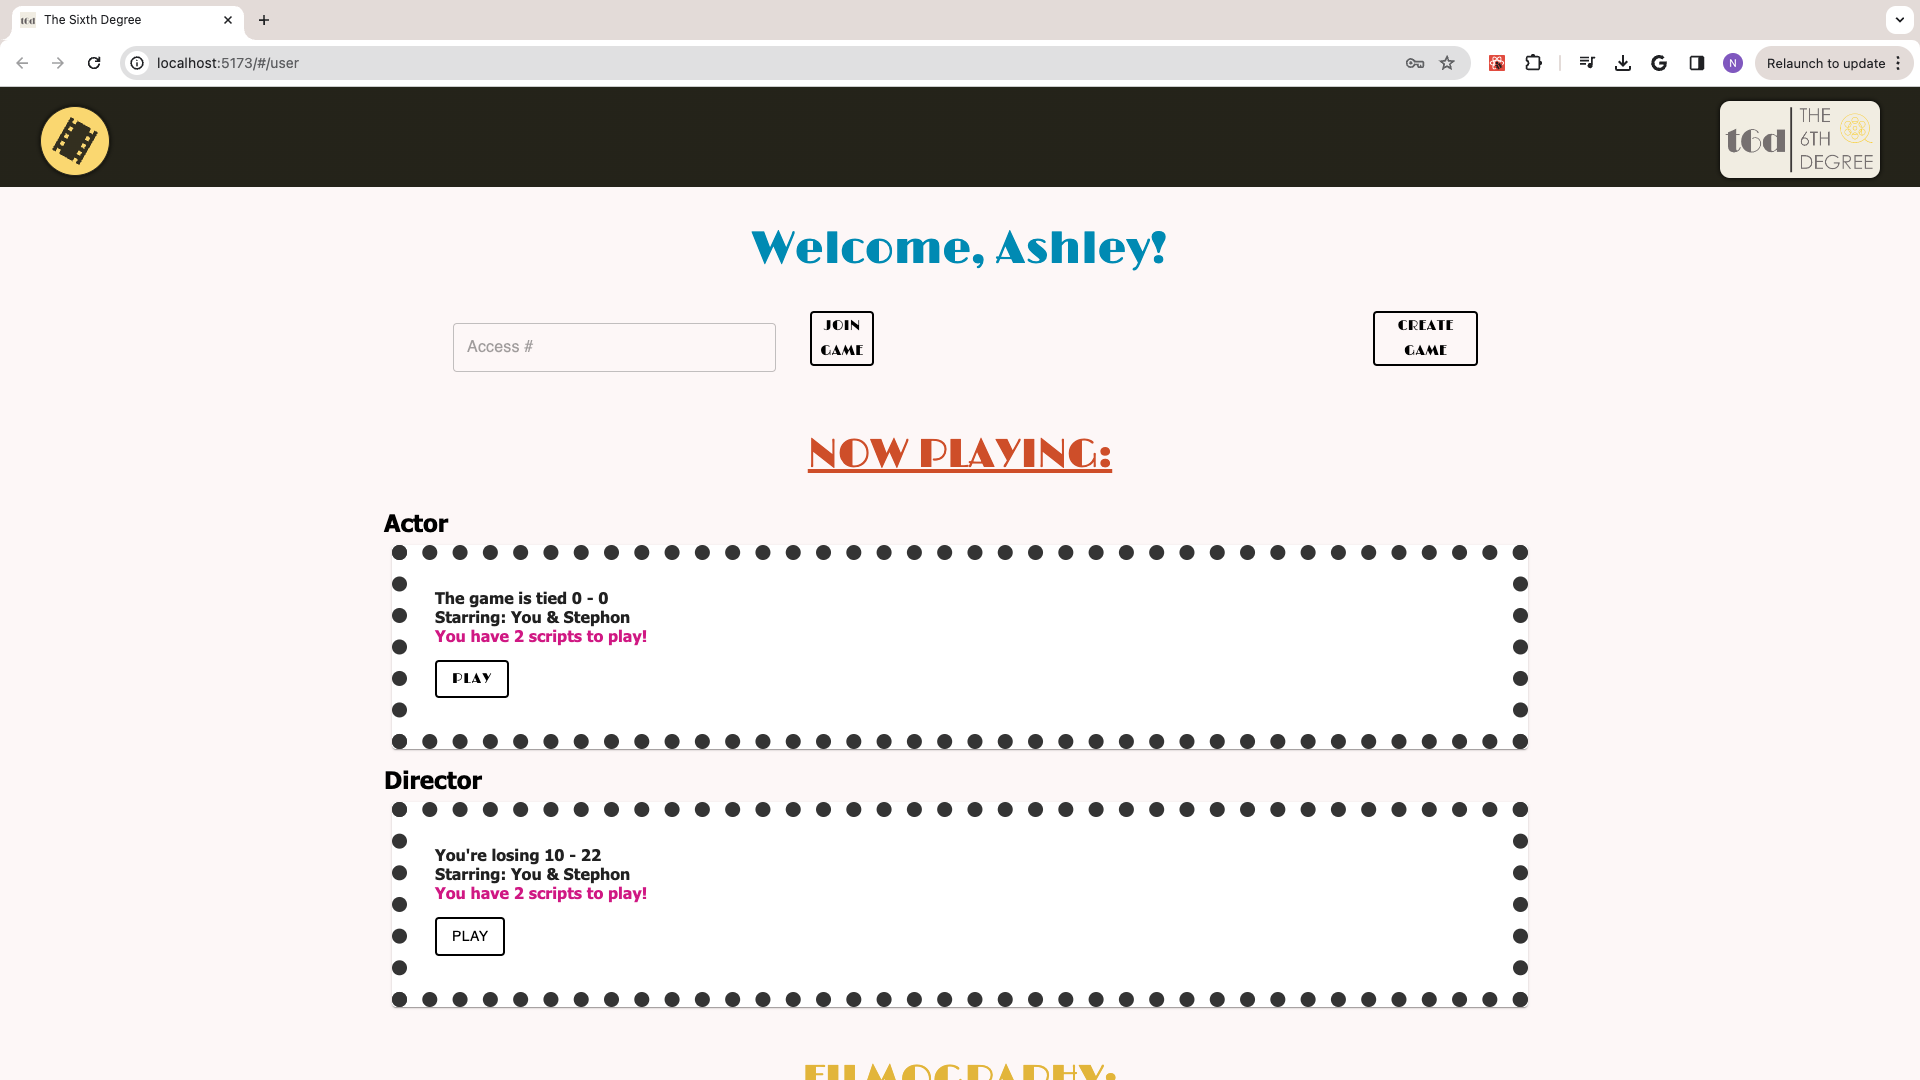 t6d The Sixth Degree
localhost:5173/#/user
N
Relaunch to update
t6d
THE
6TH
DEGREE
Welcome, Ashley!
Access #
JOIN
GAME
CREATE
GAME
NOW PLAYING:
Actor
The game is tied 0 - 0
Starring: You & Stephon
You have 2 scripts to play!
PLAY
Director
You're losing 10 - 22
Starring: You & Stephon
You have 2 scripts to play!
PLAY
FILMOGRAPHY: